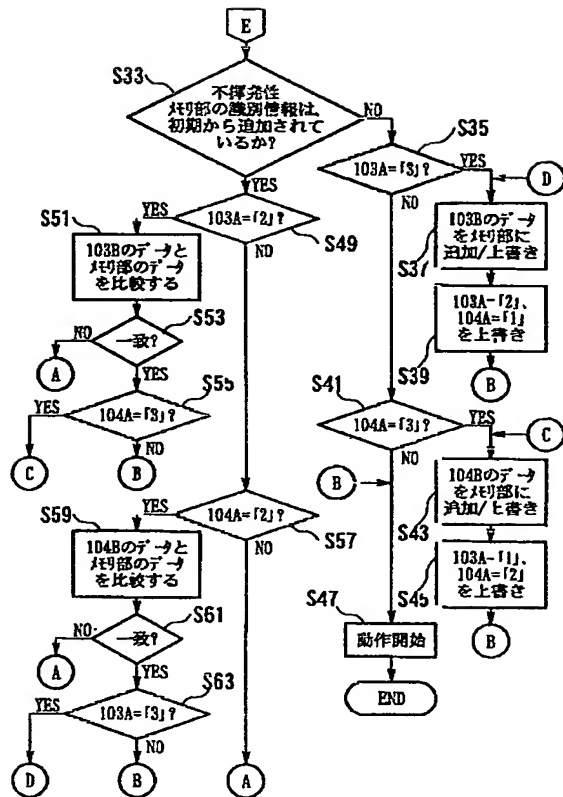 E
S33
不揮発性
メモリ部の識別情報は、
初期から追加されて
いるか?
NO
YES
S35
103A=「3」?
YES
NO
D
103Bのデータ
をメモリ部に
追加/上書き
S37
103A-「2」、
104A=「1」
を上書き
S39
B
S41
104A=「3」?
YES
NO
C
B
104Bのデータ
をメモリ部に
追加/上書き
S43
103A-「1」、
104A=「2」
を上書き
S45
B
S47
動作開始
END
YES
103A=「2」?
S49
NO
S51
103Bのデータと
メモリ部のデータ
を比較する
S53
NO
一致?
YES
A
S55
YES
104A=「3」?
NO
C
B
YES
104A=「2」?
S57
NO
S59
104Bのデータと
メモリ部のデータ
を比較する
S61
NO
一致?
YES
A
S63
YES
103A=「3」?
NO
D
B
A